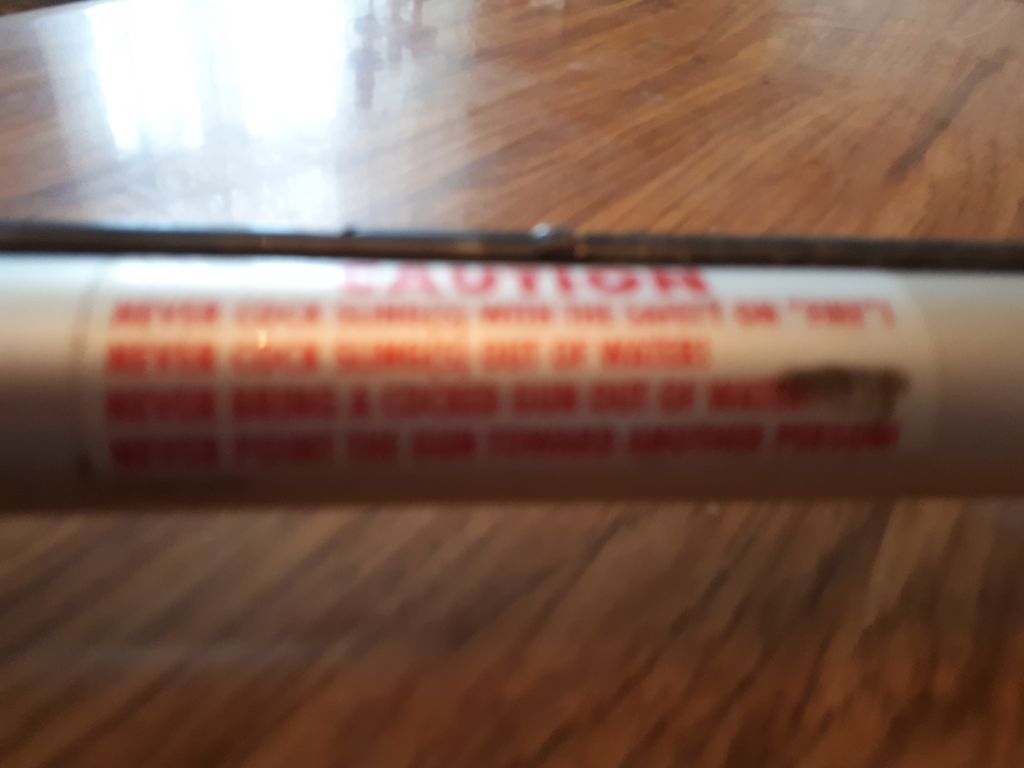 CAUTION
NEVER COCK WITH THE SAFETY ON "FIRE"!
NEVER COCK OUT OF WATER!
NEVER BRING A COCKED GUN OUT OF WATER
NEVER POINT THE GUN TOWARD ANOTHER PERSON!